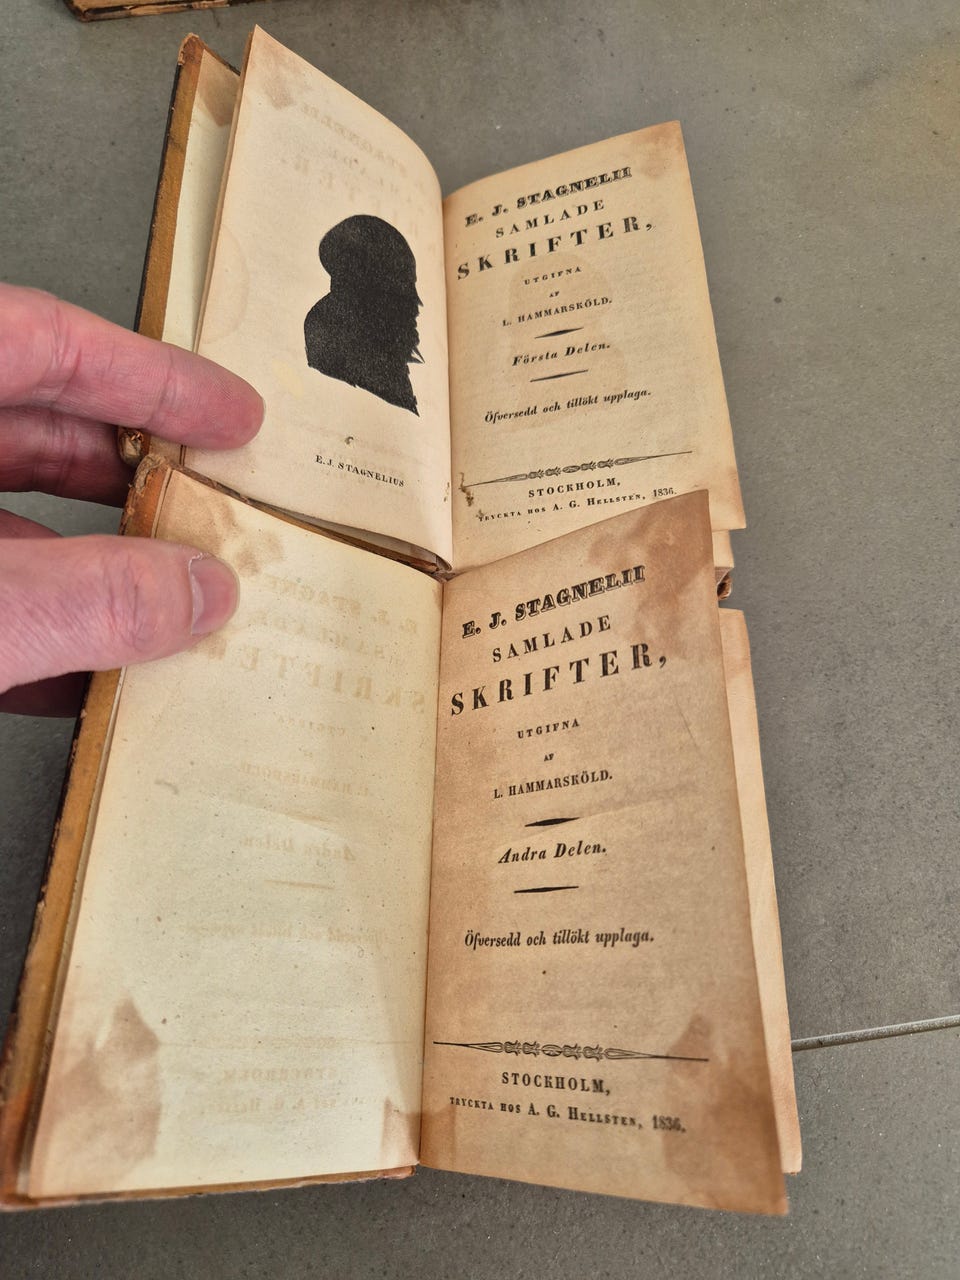 E. J. STAGNELIUS
E. J. STAGNELII
SAMLADE
SKRIFTER,
UTGIFNA
AF
L. HAMMARSKÖLD.
Första Delen.
Öfversedd och tillökt upplaga.
STOCKHOLM,
TRYCKTA HOS A. G. HELLSTEN, 1836.
E. J. STAGNELII
SAMLADE
SKRIFTER,
UTGIFNA
AF
L. HAMMARSKÖLD.
Andra Delen.
Öfversedd och tillökt upplaga.
STOCKHOLM,
TRYCKTA HOS A. G. HELLSTEN, 1836.